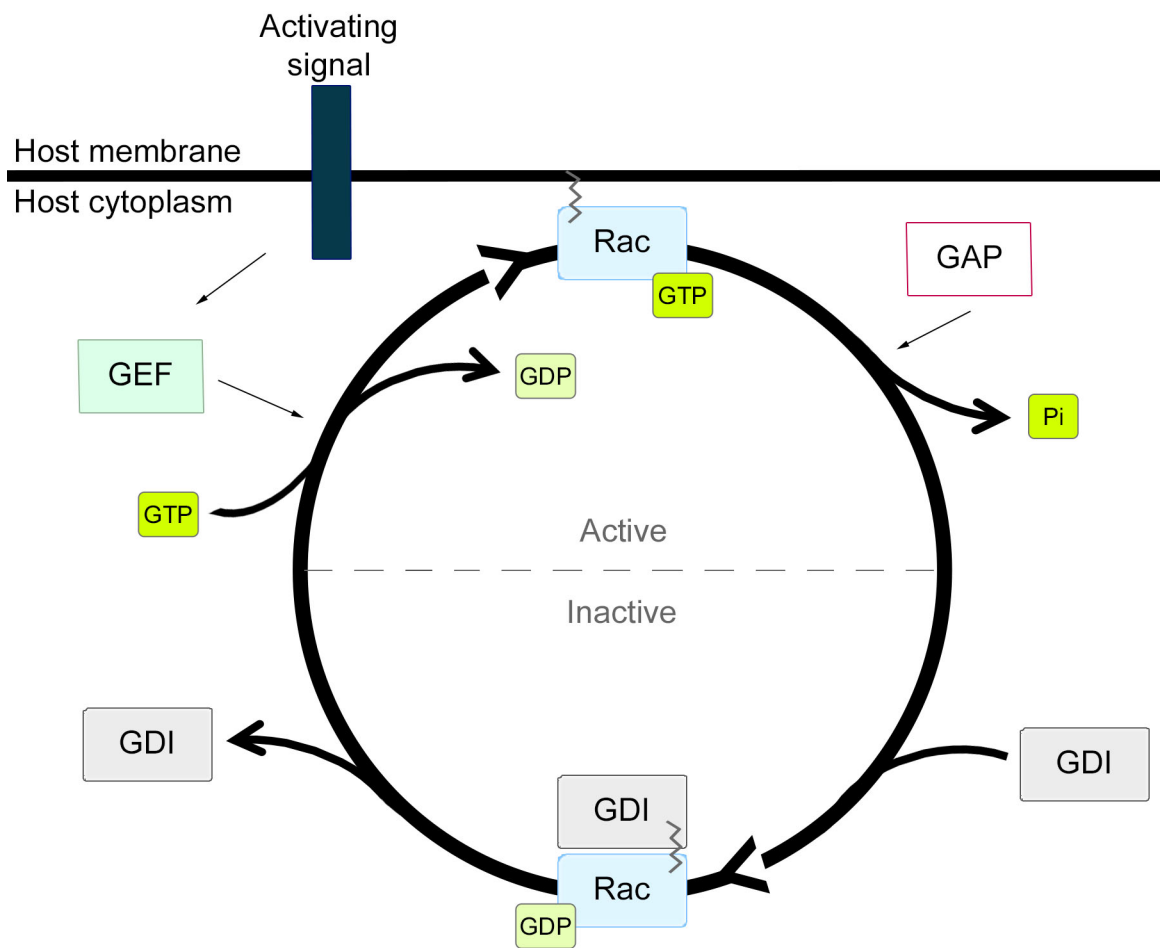 Activating
signal
Host membrane
Host cytoplasm
Rac
GTP
GAP
GEF
GDP
Pi
GTP
Active
Inactive
GDI
GDI
GDI
Rac
GDP